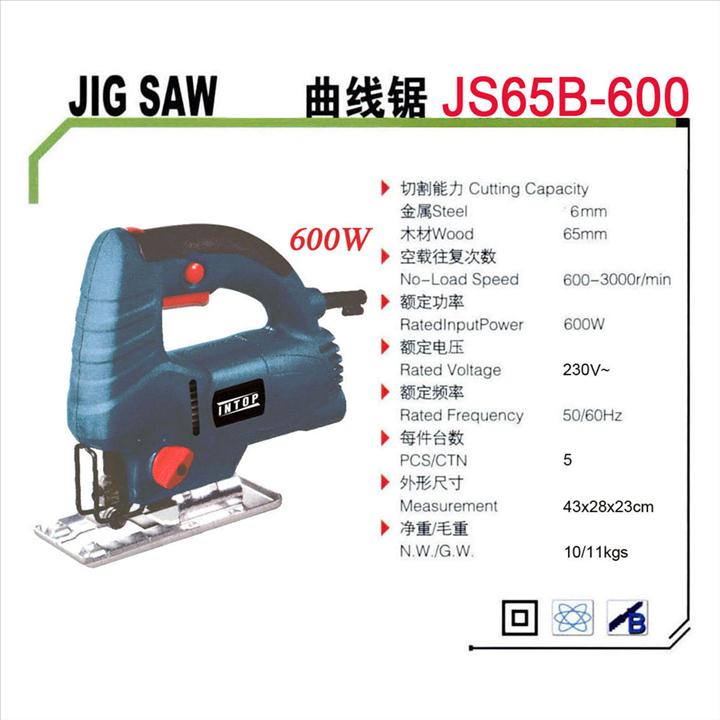 JIG SAW 曲线锯 JS65B-600
600W
INTOP
切割能力 Cutting Capacity
金属Steel 6mm
木材Wood 65mm
空载往复次数
No-Load Speed 600-3000r/min
额定功率
RatedInputPower 600W
额定电压
Rated Voltage 230V~
额定频率
Rated Frequency 50/60Hz
每件台数
PCS/CTN 5
外形尺寸
Measurement 43x28x23cm
净重/毛重
N.W./G.W. 10/11kgs
B